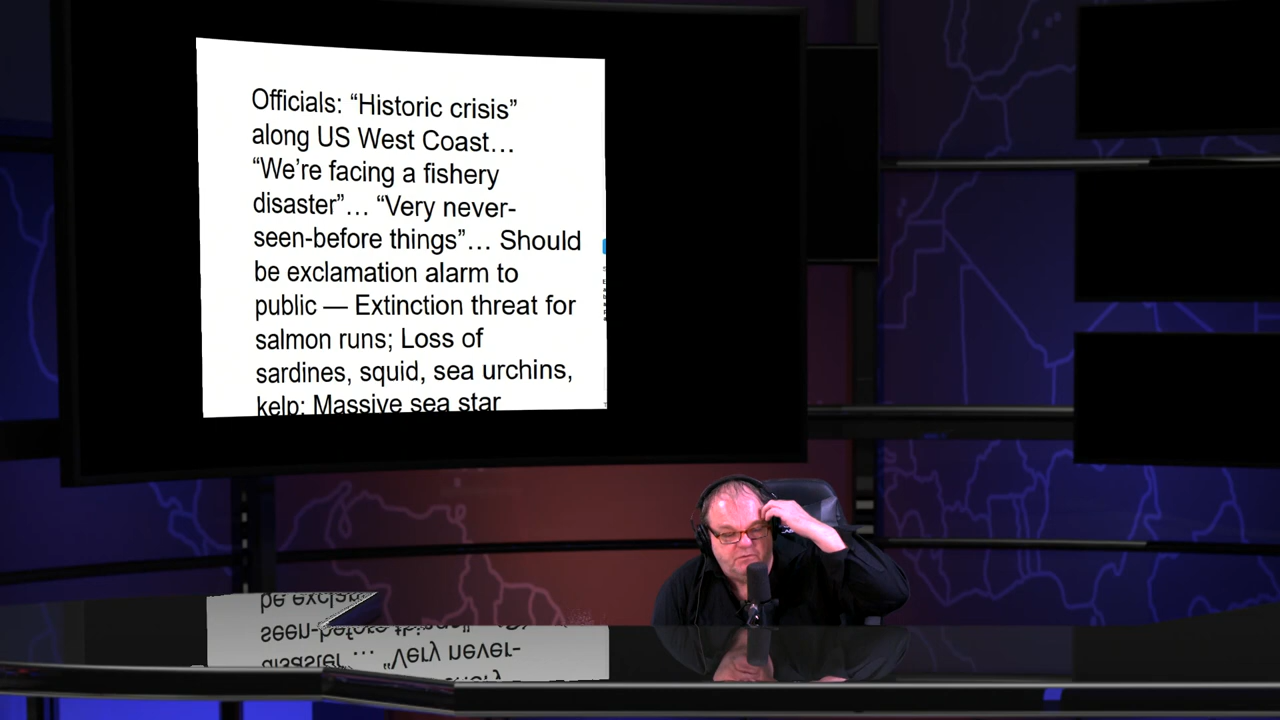 Officials: “Historic crisis”
along US West Coast…
“We’re facing a fishery
disaster”… “Very never-
seen-before things”… Should
be exclamation alarm to
public — Extinction threat for
salmon runs; Loss of
sardines, squid, sea urchins,
kelp; Massive sea star